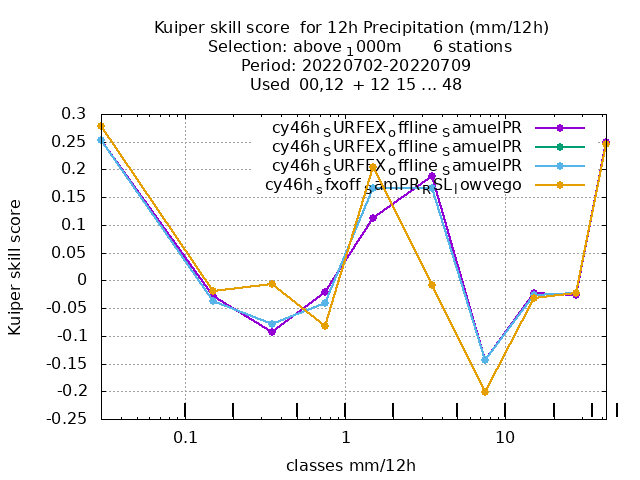 Kuiper skill score for 12h Precipitation (mm/12h)
Selection: above 1000m 6 stations
Period: 20220702-20220709
Used 00,12 + 12 15 ... 48
cy46h SURFEX offline SamuelPR
cy46h SURFEX offline SamuelPR
cy46h SURFEX offline SamuelPR
cy46h sfxoff samPR RSL lowvego
0.3
0.25
0.2
0.15
0.1
0.05
0
-0.05
-0.1
-0.15
-0.2
-0.25
Kuiper skill score
0.1 1 10
classes mm/12h